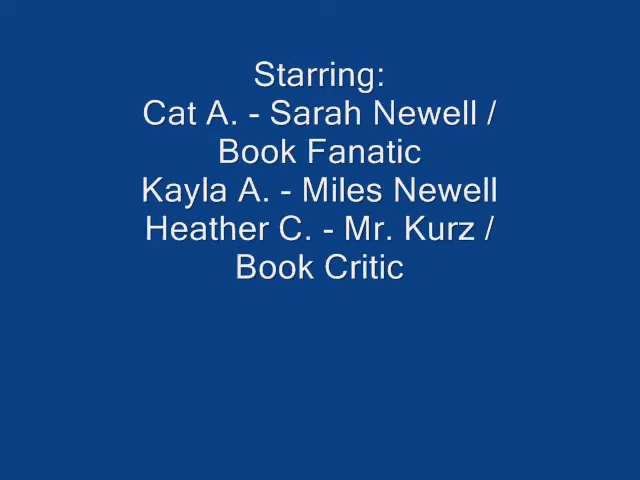 Starring:
Cat A. - Sarah Newell /
Book Fanatic
Kayla A. - Miles Newell
Heather C. - Mr. Kurz /
Book Critic